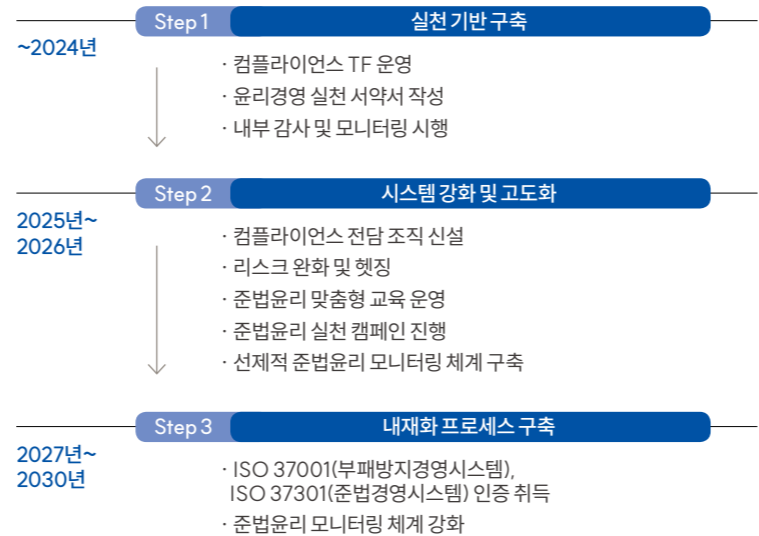 Step 1 실천 기반 구축
~2024년
· 컴플라이언스 TF 운영
· 윤리경영 실천 서약서 작성
· 내부 감사 및 모니터링 시행
Step 2 시스템 강화 및 고도화
2025년~
2026년
· 컴플라이언스 전담 조직 신설
· 리스크 완화 및 헷징
· 준법윤리 맞춤형 교육 운영
· 준법윤리 실천 캠페인 진행
· 선제적 준법윤리 모니터링 체계 구축
Step 3 내재화 프로세스 구축
2027년~
2030년
· ISO 37001(부패방지경영시스템),
ISO 37301(준법경영시스템) 인증 취득
· 준법윤리 모니터링 체계 강화